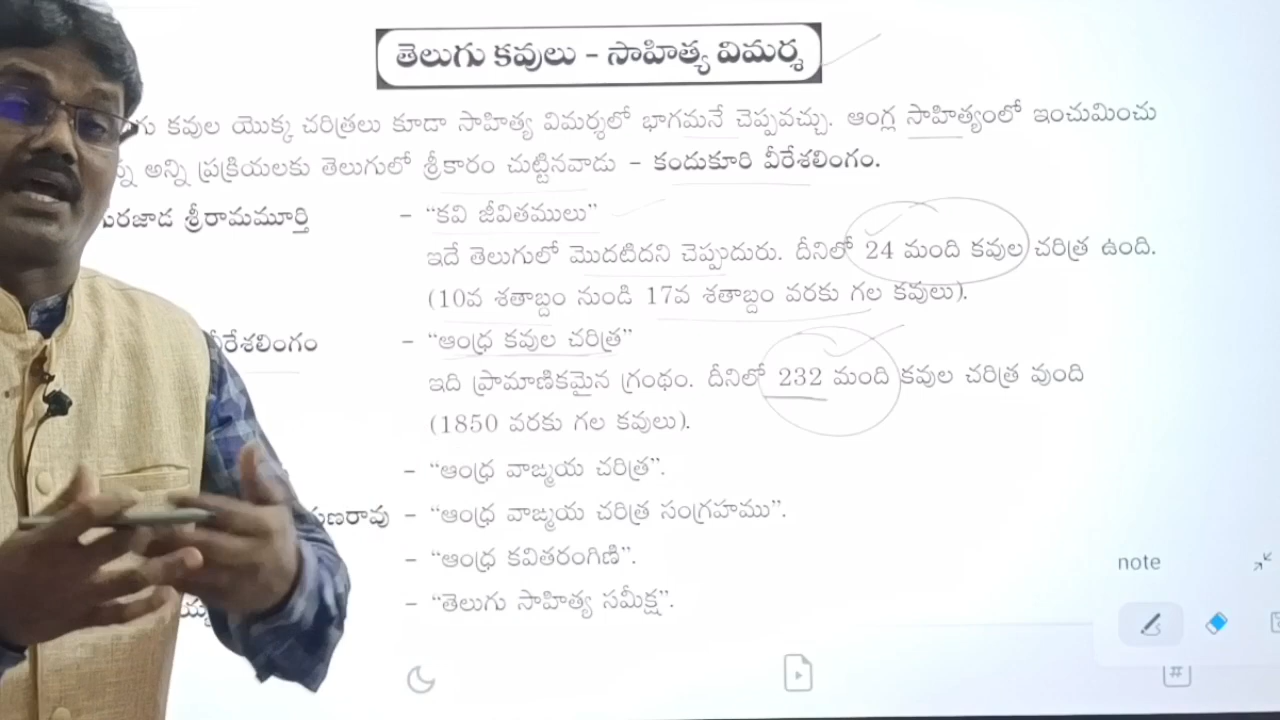 తెలుగు కవులు - సాహిత్య విమర్శ
గు కవుల యొక్క చరిత్రలు కూడా సాహిత్య విమర్శలో భాగమనే చెప్పవచ్చు. ఆంగ్ల సాహిత్యంలో ఇంచుమించు
న్న అన్ని ప్రక్రియలకు తెలుగులో శ్రీకారం చుట్టినవాడు - కందుకూరి వీరేశలింగం.
రజాడ శ్రీరామమూర్తి - "కవి జీవితములు"
ఇదే తెలుగులో మొదటిదని చెప్పుదురు. దీనిలో 24 మంది కవుల చరిత్ర ఉంది.
(10వ శతాబ్దం నుండి 17వ శతాబ్దం వరకు గల కవులు).
వీరేశలింగం - "ఆంధ్ర కవుల చరిత్ర"
ఇది ప్రామాణికమైన గ్రంథం. దీనిలో 232 మంది కవుల చరిత్ర వుంది
(1850 వరకు గల కవులు).
- "ఆంధ్ర వాఙ్మయ చరిత్ర".
ణరావు - "ఆంధ్ర వాఙ్మయ చరిత్ర సంగ్రహము".
- "ఆంధ్ర కవితరంగిణి".
య్య - "తెలుగు సాహిత్య సమీక్ష".
note